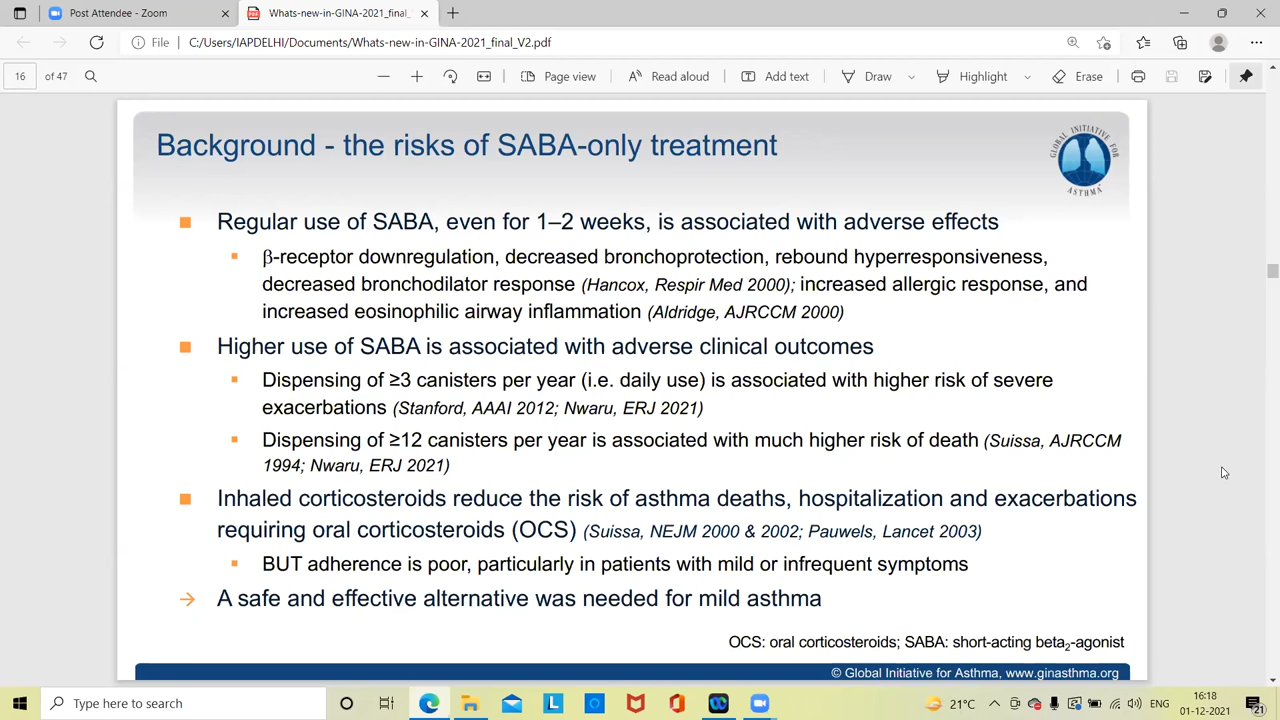 Post Attendee - Zoom
Whats-new-in-GINA-2021_final_
File
C:/Users/IAPDELHI/Documents/Whats-new-in-GINA-2021_final_V2.pdf
16 of 47
Page view
Read aloud
Add text
Draw
Highlight
Erase
Background - the risks of SABA-only treatment
GLOBAL INITIATIVE FOR ASTHMA
Regular use of SABA, even for 1–2 weeks, is associated with adverse effects
β-receptor downregulation, decreased bronchoprotection, rebound hyperresponsiveness,
decreased bronchodilator response (Hancox, Respir Med 2000); increased allergic response, and
increased eosinophilic airway inflammation (Aldridge, AJRCCM 2000)
Higher use of SABA is associated with adverse clinical outcomes
Dispensing of ≥3 canisters per year (i.e. daily use) is associated with higher risk of severe
exacerbations (Stanford, AAAI 2012; Nwaru, ERJ 2021)
Dispensing of ≥12 canisters per year is associated with much higher risk of death (Suissa, AJRCCM
1994; Nwaru, ERJ 2021)
Inhaled corticosteroids reduce the risk of asthma deaths, hospitalization and exacerbations
requiring oral corticosteroids (OCS) (Suissa, NEJM 2000 & 2002; Pauwels, Lancet 2003)
BUT adherence is poor, particularly in patients with mild or infrequent symptoms
→ A safe and effective alternative was needed for mild asthma
OCS: oral corticosteroids; SABA: short-acting beta2-agonist
© Global Initiative for Asthma, www.ginasthma.org
Type here to search
21°C
16:18
01-12-2021
21